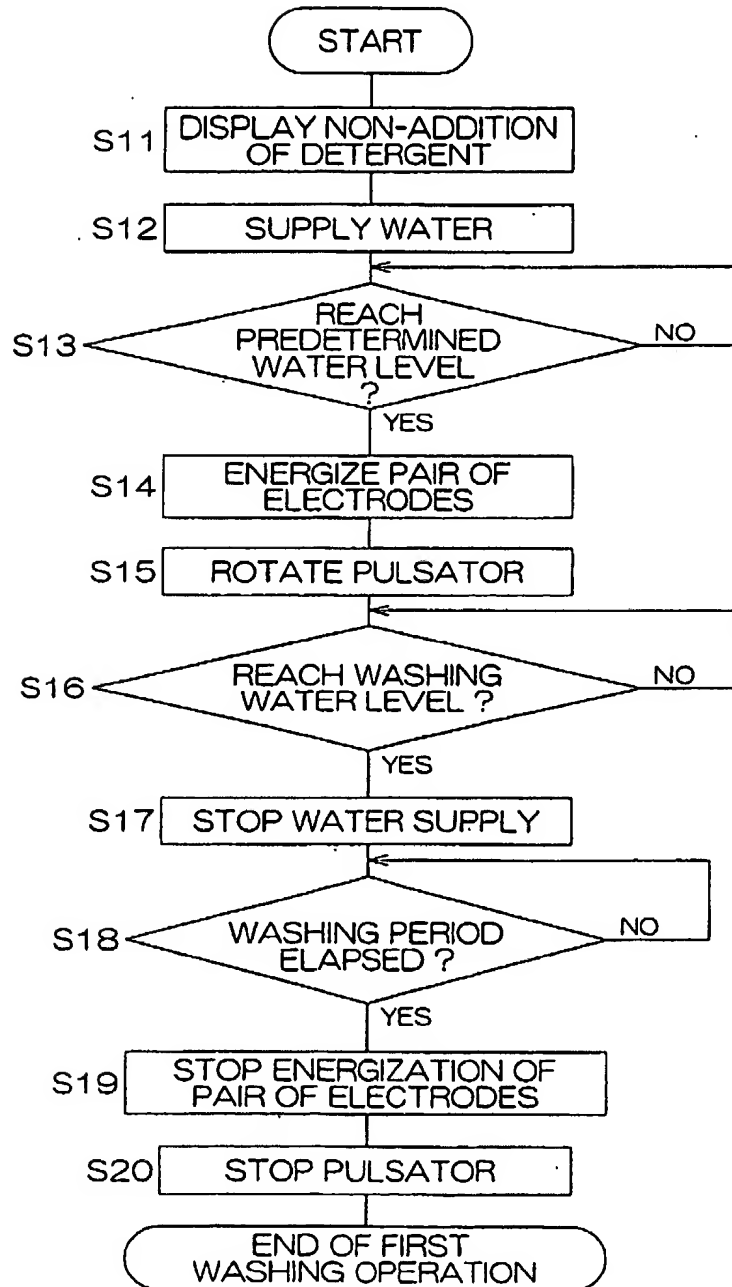 START
S11
DISPLAY NON-ADDITION
OF DETERGENT
S12
SUPPLY WATER
S13
REACH
PREDETERMINED
WATER LEVEL
?
NO
YES
S14
ENERGIZE PAIR OF
ELECTRODES
S15
ROTATE PULSATOR
S16
REACH WASHING
WATER LEVEL ?
NO
YES
S17
STOP WATER SUPPLY
S18
WASHING PERIOD
ELAPSED ?
NO
YES
S19
STOP ENERGIZATION OF
PAIR OF ELECTRODES
S20
STOP PULSATOR
END OF FIRST
WASHING OPERATION